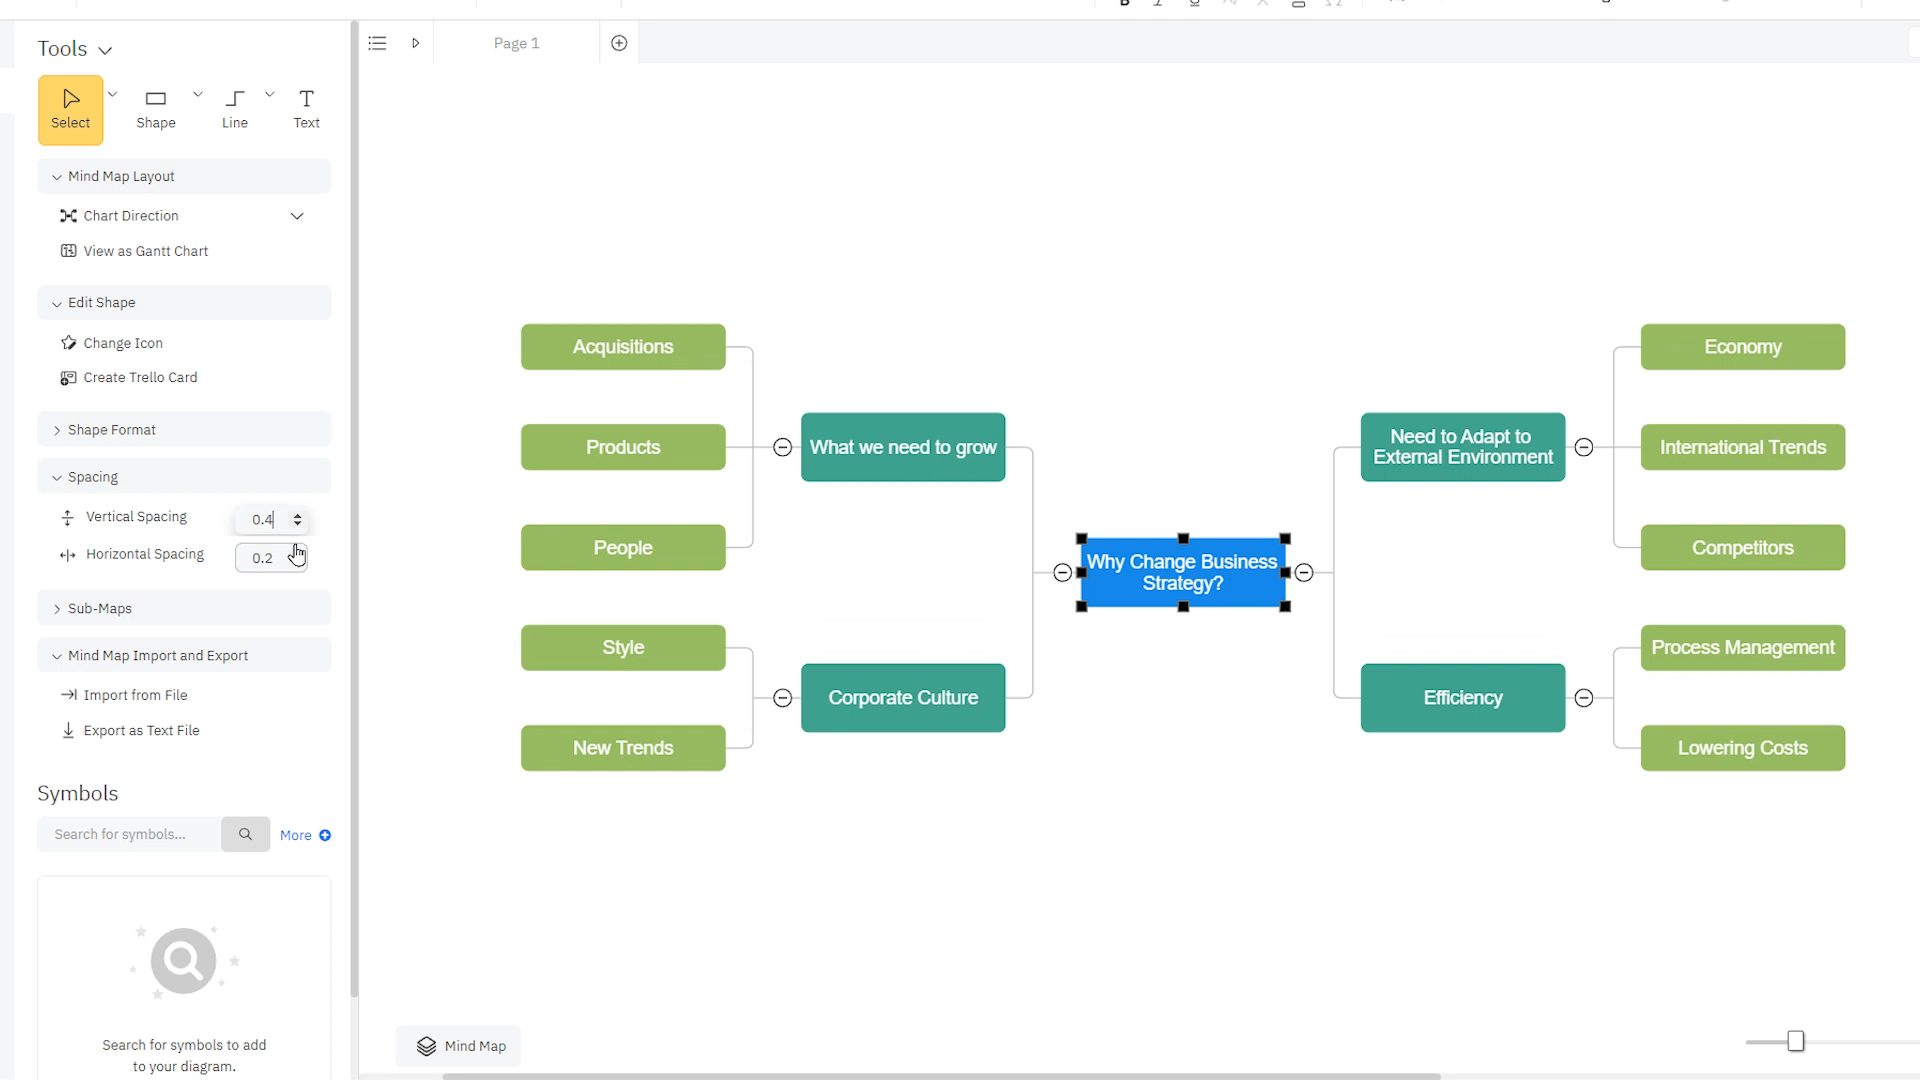 Tools
Page 1
Select
Shape
Line
Text
Mind Map Layout
Chart Direction
View as Gantt Chart
Edit Shape
Change Icon
Create Trello Card
Shape Format
Spacing
Vertical Spacing 0.4
Horizontal Spacing 0.2
Sub-Maps
Mind Map Import and Export
Import from File
Export as Text File
Symbols
Search for symbols...
More
Search for symbols to add
to your diagram.
Acquisitions
Products
People
Style
New Trends
What we need to grow
Corporate Culture
Why Change Business
Strategy?
Need to Adapt to
External Environment
Efficiency
Economy
International Trends
Competitors
Process Management
Lowering Costs
Mind Map